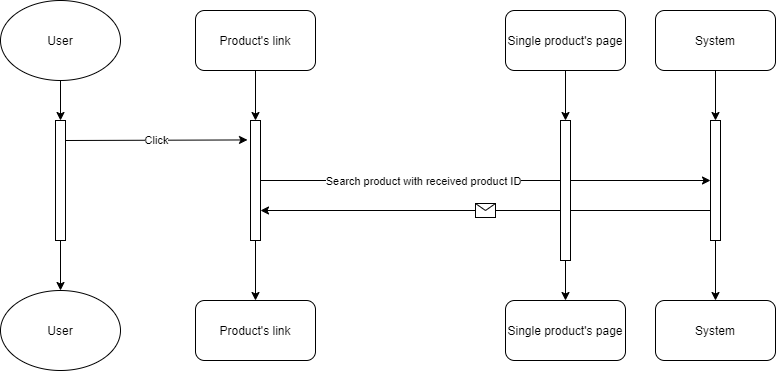 User
Product's link
Single product's page
System
Click
Search product with received product ID
User
Product's link
Single product's page
System